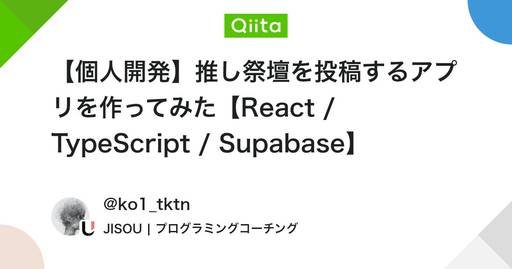 Qiita
【個人開発】推し祭壇を投稿するアプ
リを作ってみた【React /
TypeScript / Supabase】
@ko1_tktn
JISOU | プログラミングコーチング